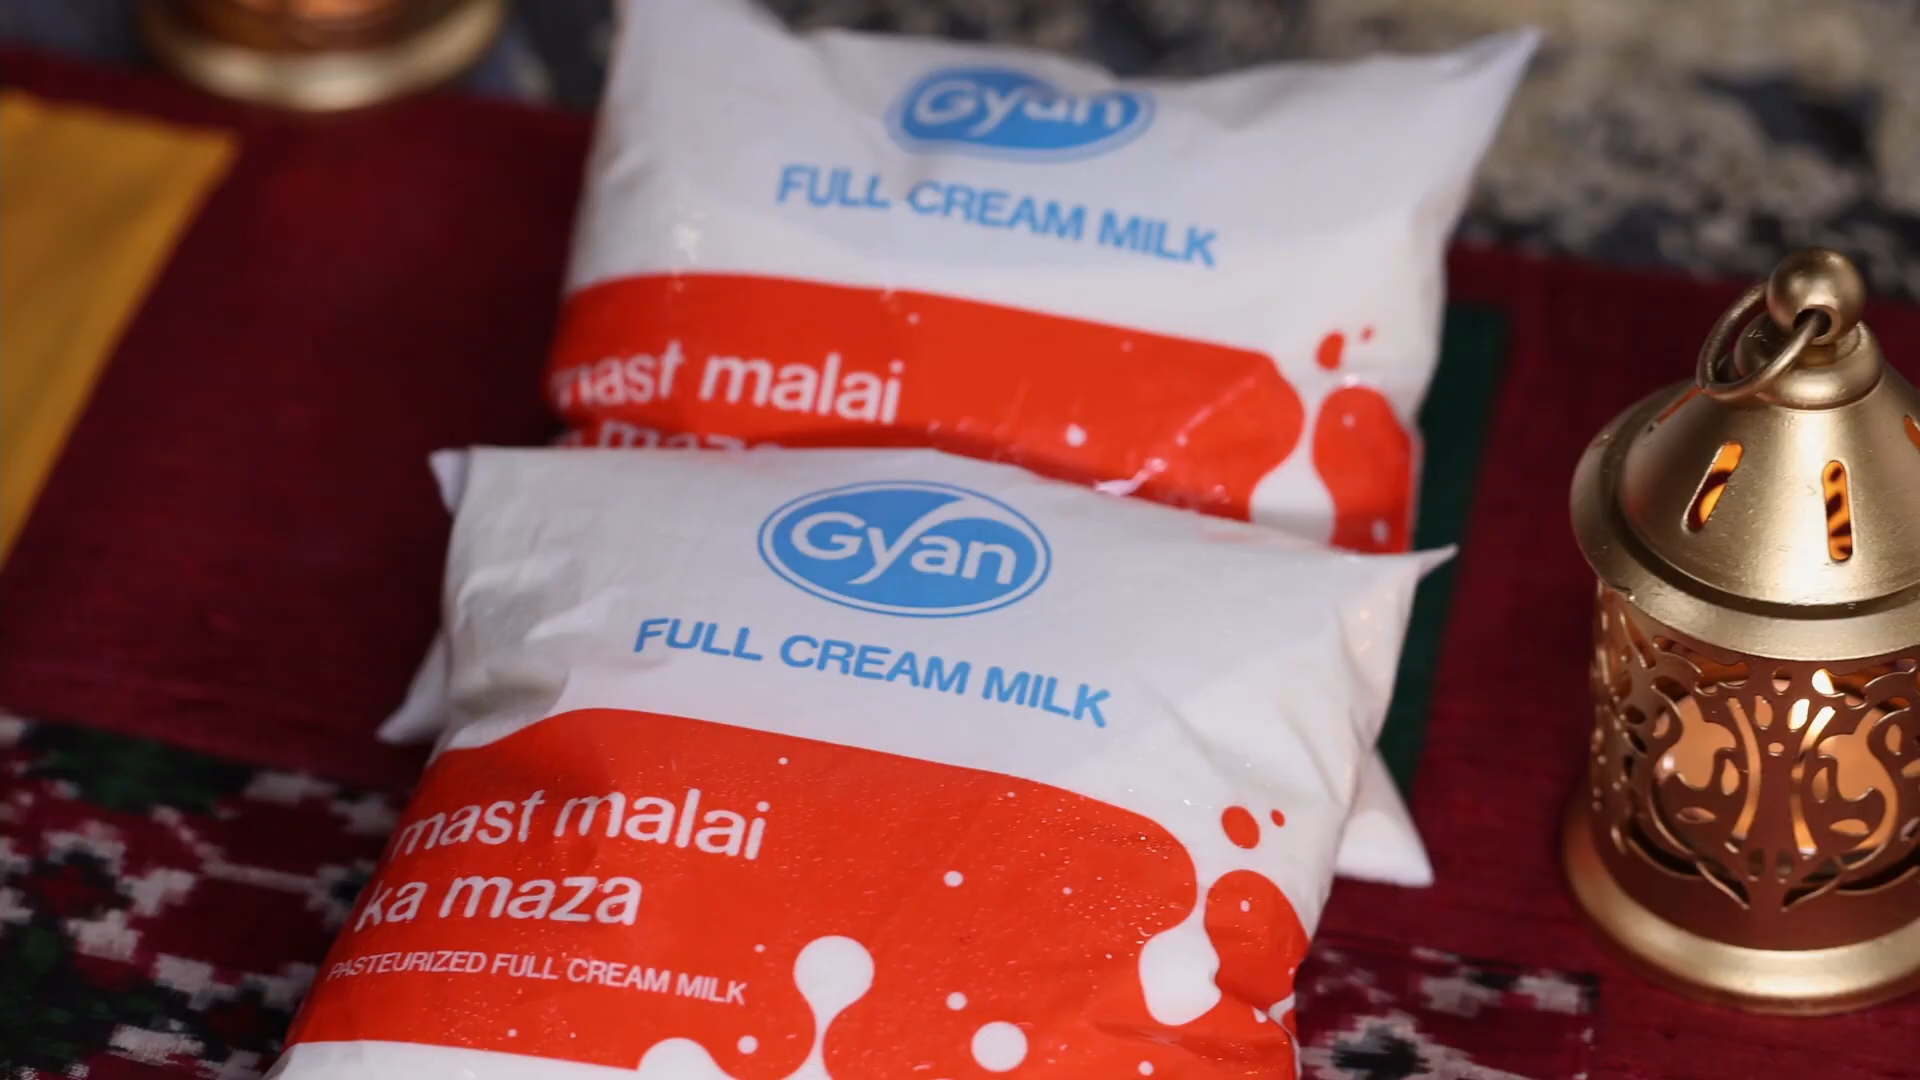 Gyan
FULL CREAM MILK
mast malai
Gyan
FULL CREAM MILK
mast malai
ka maza
PASTEURIZED FULL CREAM MILK